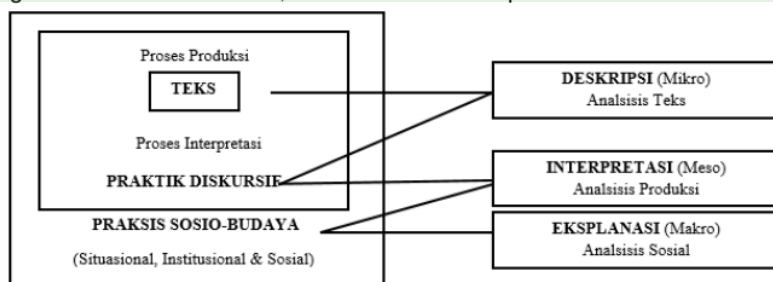 Proses Produksi
TEKS
Proses Interpretasi
PRAKTIK DISKURSIF
PRAKSIS SOSIO-BUDAYA
(Situasional, Institusional & Sosial)
DESKRIPSI (Mikro)
Analsisis Teks
INTERPRETASI (Meso)
Analsisis Produksi
EKSPLANASI (Makro)
Analsisis Sosial